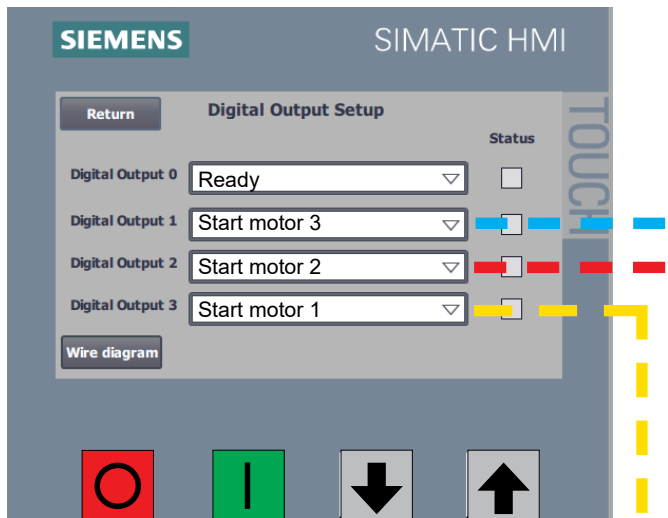 SIEMENS SIMATIC HMI
TOUCH
Return Digital Output Setup
Status
Digital Output 0 Ready
Digital Output 1 Start motor 3
Digital Output 2 Start motor 2
Digital Output 3 Start motor 1
Wire diagram